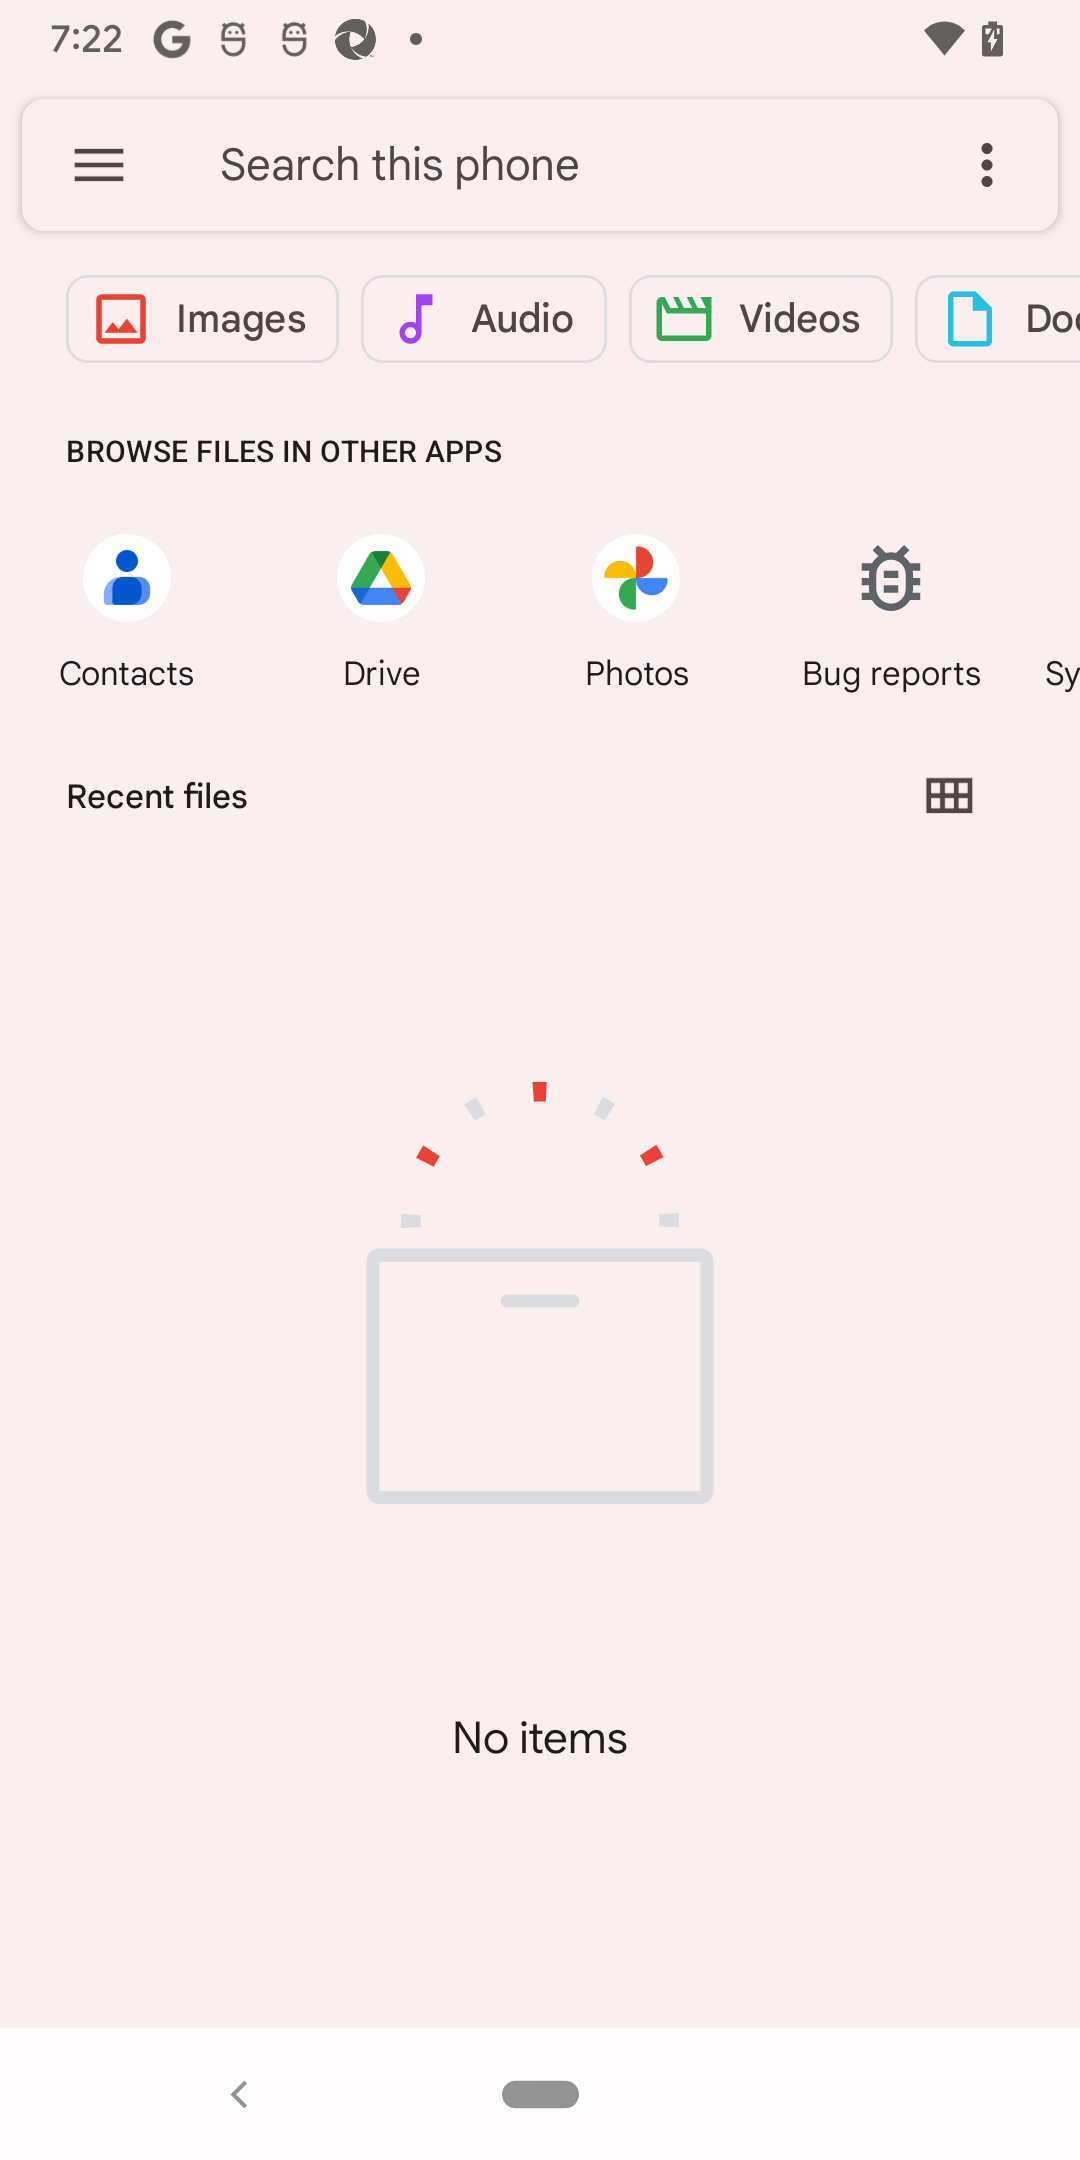 7:22
Search this phone
Images Audio Videos Doc
BROWSE FILES IN OTHER APPS
Contacts Drive Photos Bug reports Sy
Recent files
No items